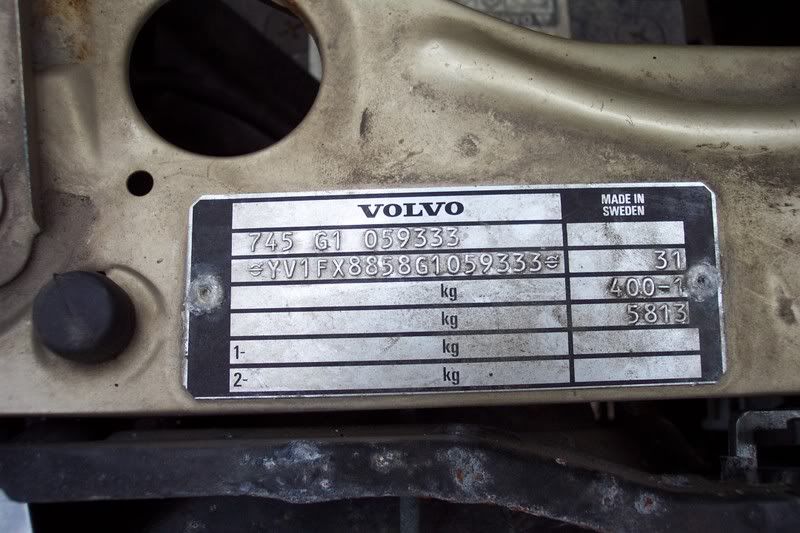 VOLVO
MADE IN
SWEDEN
745 G1 059333
YV1FX8858G1059333 31
kg 400-1
kg 5813
1- kg
2- kg